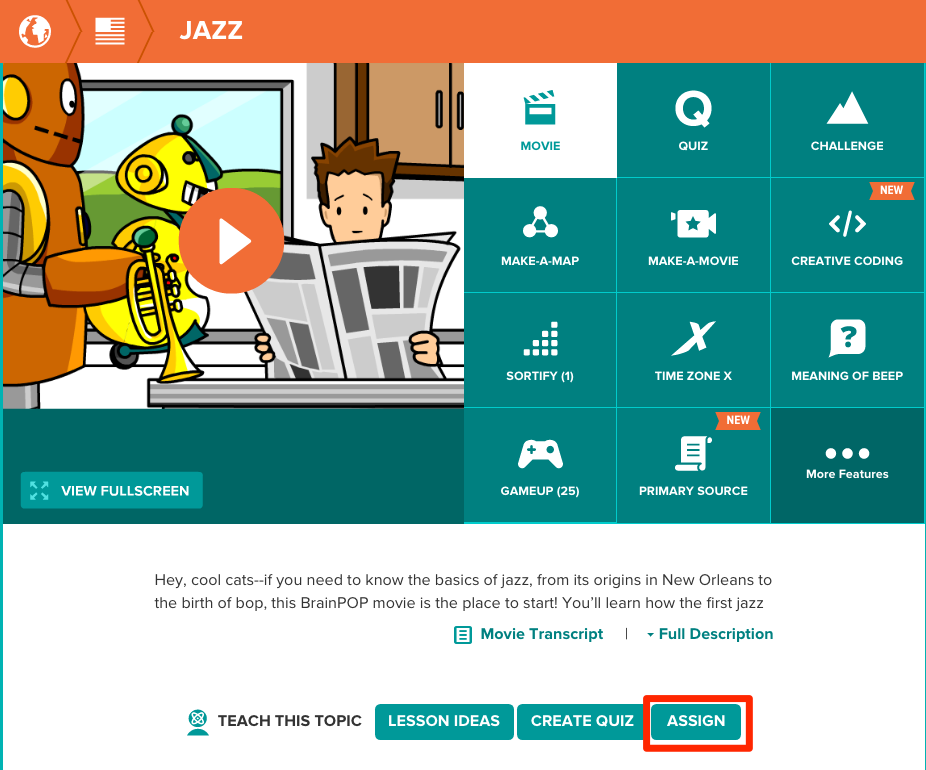 JAZZ
MOVIE
QUIZ
CHALLENGE
NEW
MAKE-A-MAP
MAKE-A-MOVIE
CREATIVE CODING
SORTIFY (1)
TIME ZONE X
MEANING OF BEEP
NEW
GAMEUP (25)
PRIMARY SOURCE
More Features
VIEW FULLSCREEN
Hey, cool cats--if you need to know the basics of jazz, from its origins in New Orleans to
the birth of bop, this BrainPOP movie is the place to start! You’ll learn how the first jazz
Movie Transcript | Full Description
TEACH THIS TOPIC LESSON IDEAS CREATE QUIZ ASSIGN